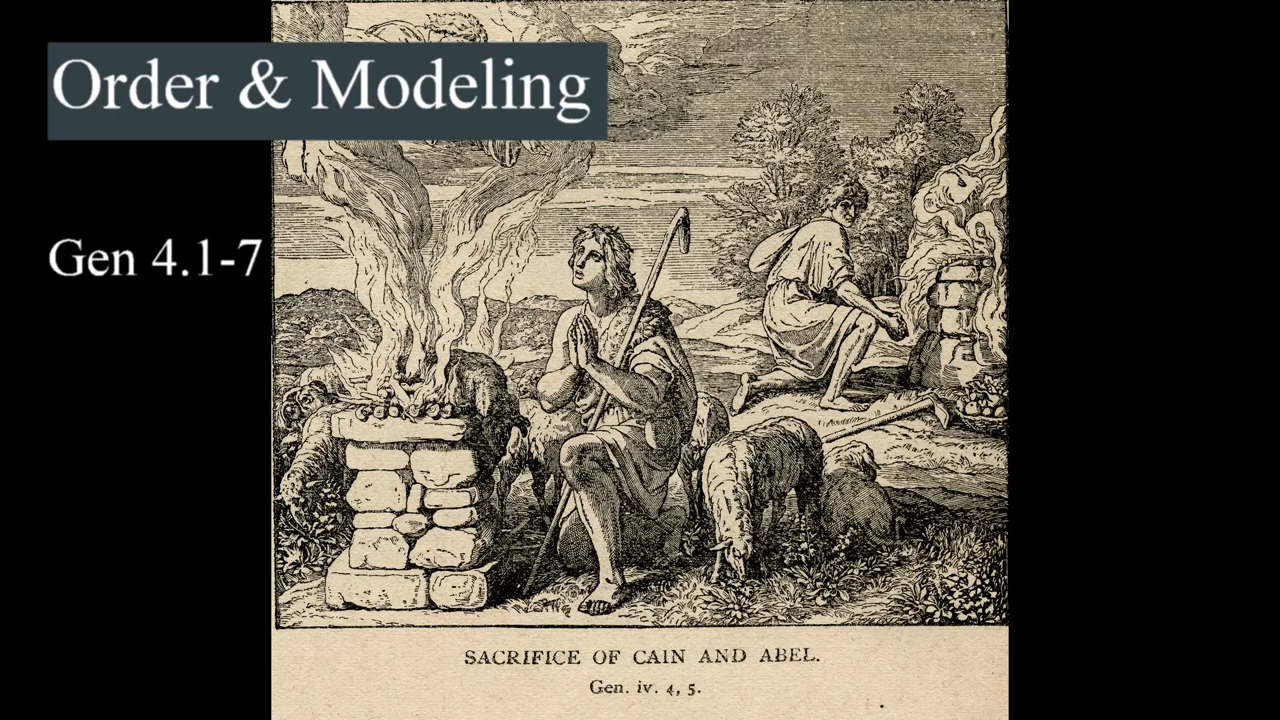 Order & Modeling
Gen 4.1-7
SACRIFICE OF CAIN AND ABEL.
Gen. iv. 4, 5.